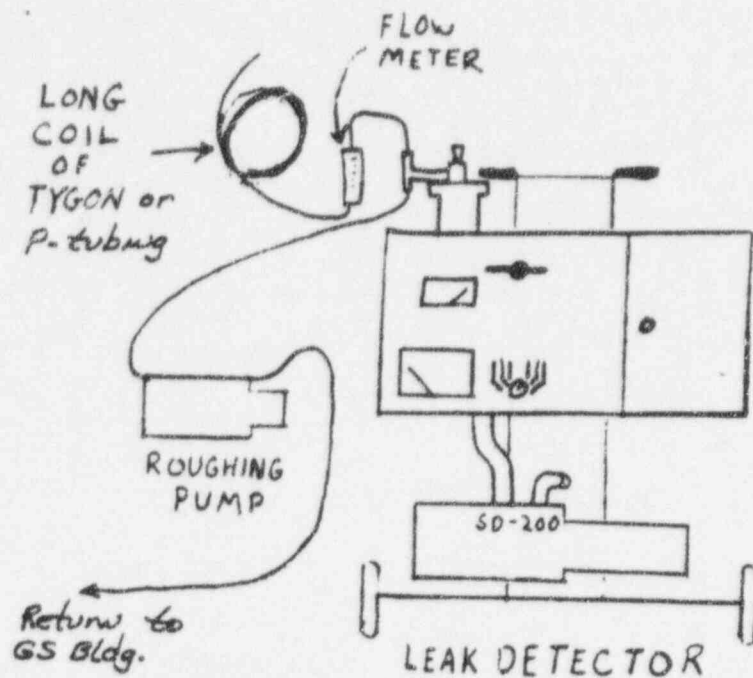 FLOW
METER
LONG
COIL
OF
TYGON or
P-tubing
ROUGHING
PUMP
SD-200
Return to
GS Bldg.
LEAK DETECTOR